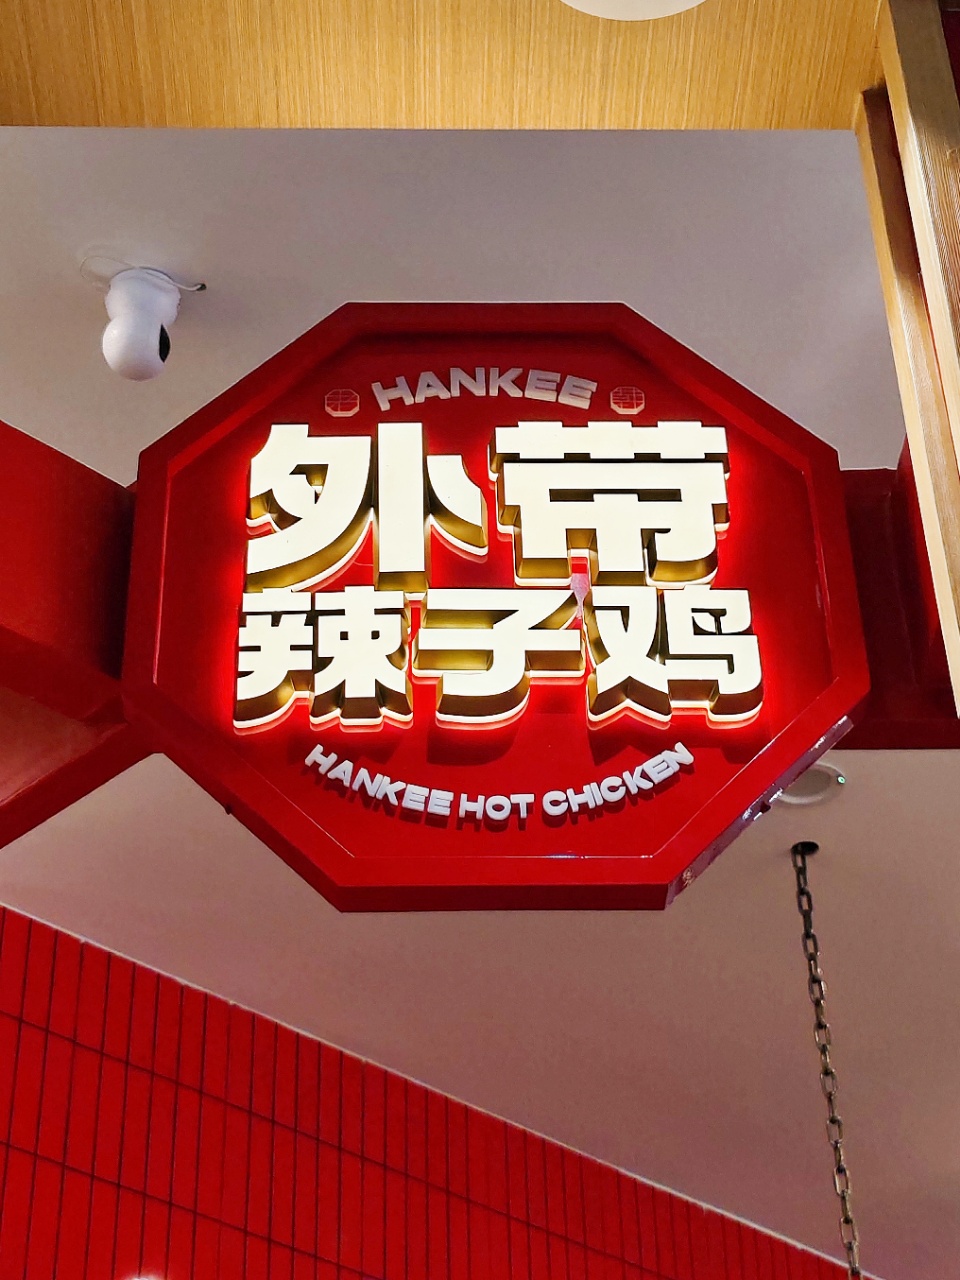 HANKEE
外带
辣子鸡
HANKEE HOT CHICKEN